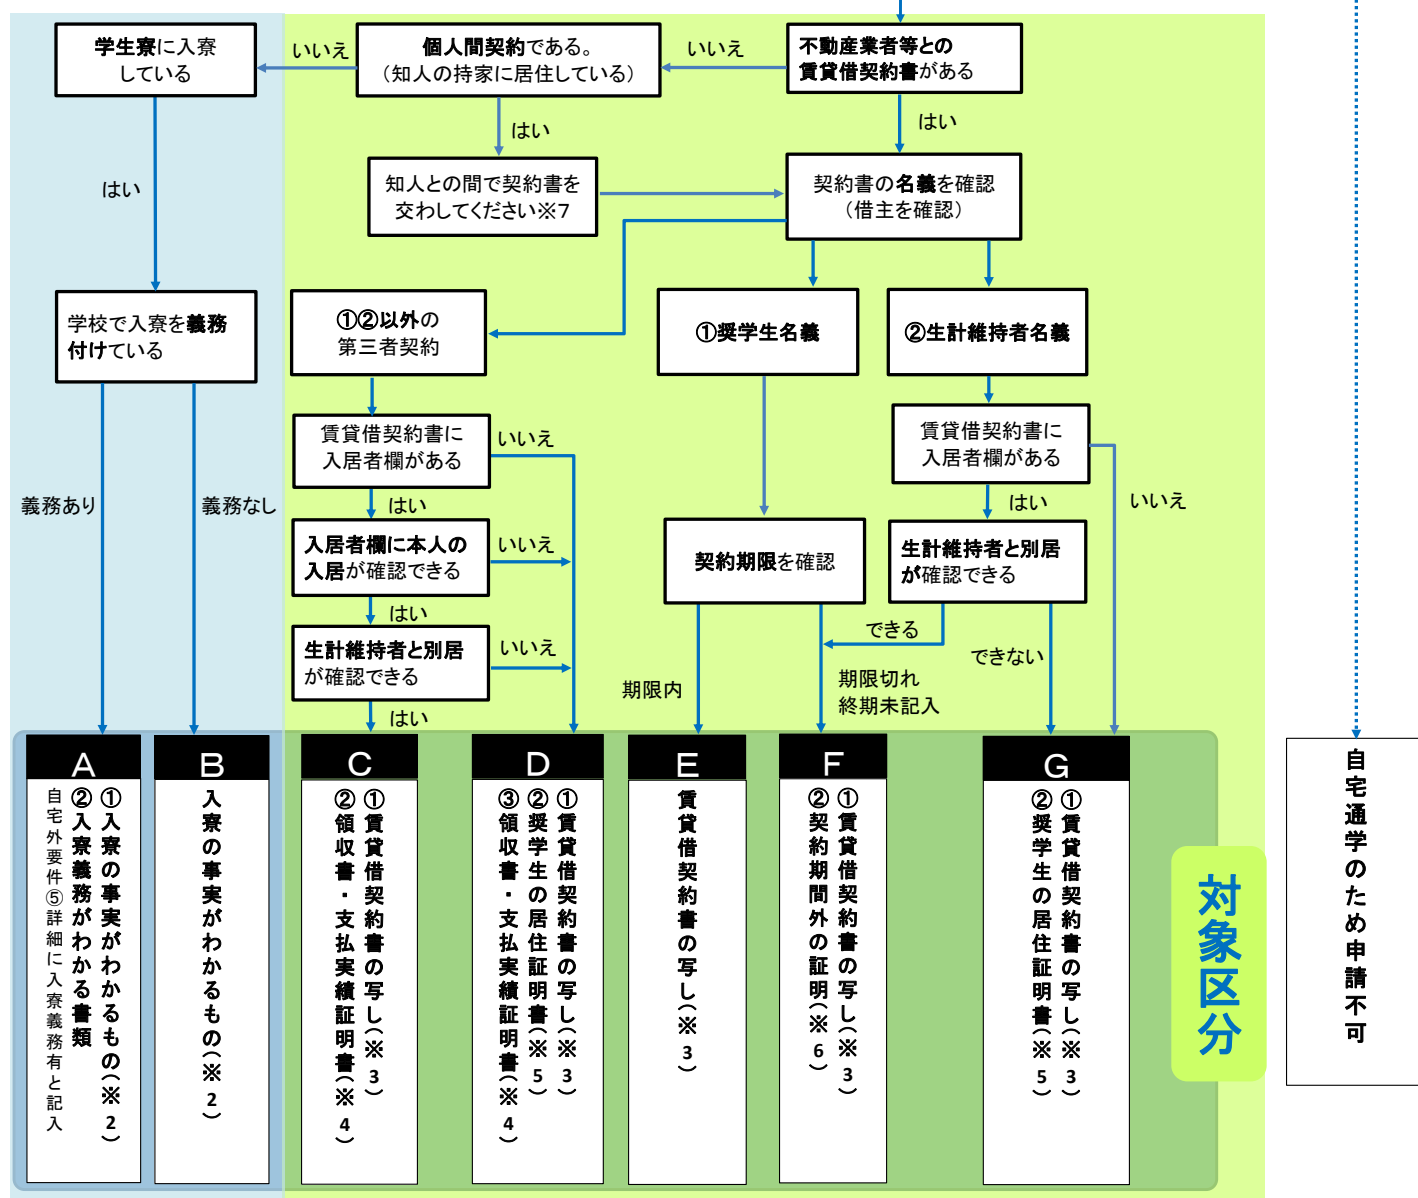 学生寮に入寮
している
いいえ
個人間契約である。
（知人の持家に居住している）
いいえ
不動産業者等との
賃貸借契約書がある
はい
はい
はい
知人との間で契約書を
交わしてください※7
契約書の名義を確認
（借主を確認）
学校で入寮を義務
付けている
①②以外の
第三者契約
①奨学生名義
②生計維持者名義
賃貸借契約書に
入居者欄がある
いいえ
賃貸借契約書に
入居者欄がある
義務あり
義務なし
はい
はい
いいえ
入居者欄に本人の
入居が確認できる
いいえ
契約期限を確認
生計維持者と別居
が確認できる
はい
生計維持者と別居
が確認できる
いいえ
できる
できない
期限内
期限切れ
終期未記入
はい
A
①入寮の事実がわかるもの（※2）
②入寮義務がわかる書類
自宅外要件⑤詳細に入寮義務有と記入
B
入寮の事実がわかるもの（※2）
C
①賃貸借契約書の写し（※3）
②領収書・支払実績証明書（※4）
D
①賃貸借契約書の写し（※3）
②奨学生の居住証明書（※5）
③領収書・支払実績証明書（※4）
E
賃貸借契約書の写し（※3）
F
①賃貸借契約書の写し（※3）
②契約期間外の証明（※6）
G
①賃貸借契約書の写し（※3）
②奨学生の居住証明書（※5）
対象区分
自宅通学のため申請不可